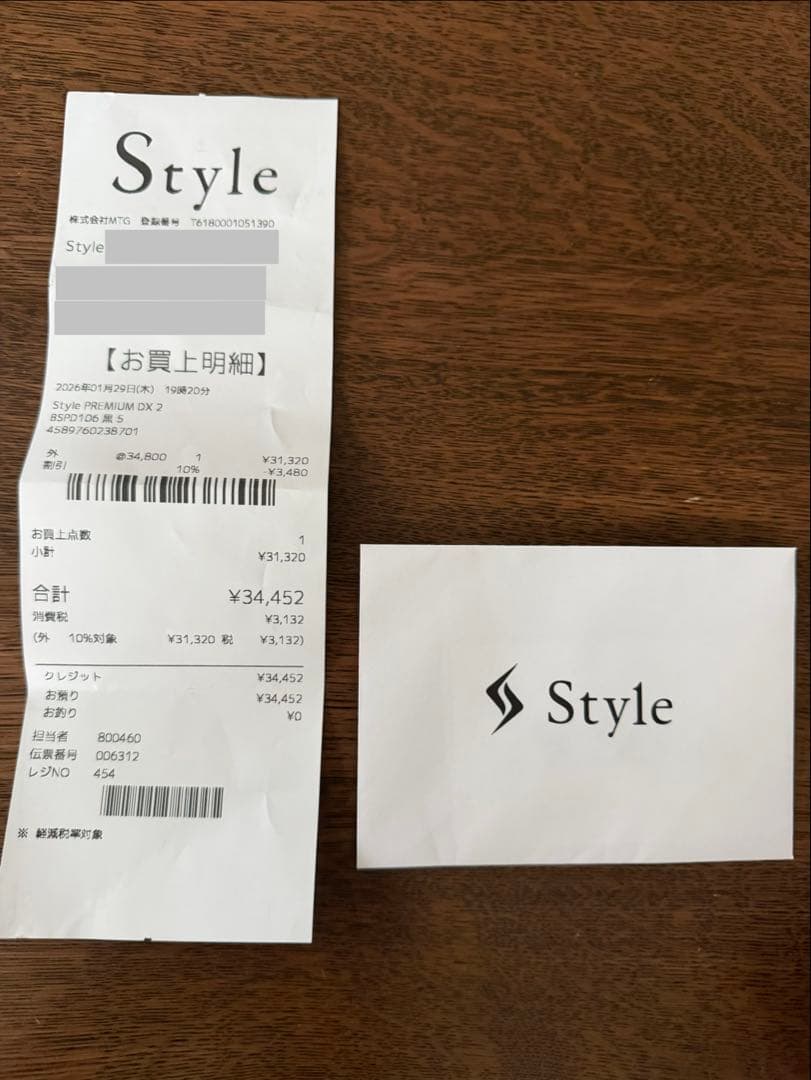 Style
株式会社MTG 登録番号 T6180001051390
Style
【お買上明細】
2026年01月29日(木) 19時20分
Style PREMIUM DX 2
BSPD106 黒 S
4589760238701
外 @34,800 1 ¥31,320
割引 10% -¥3,480
お買上点数 1
小計 ¥31,320
合計 ¥34,452
消費税 ¥3,132
(外 10%対象 ¥31,320 税 ¥3,132)
クレジット ¥34,452
お預り ¥34,452
お釣り ¥0
担当者 800460
伝票番号 006312
レジNO 454
※ 軽減税率対象
Style